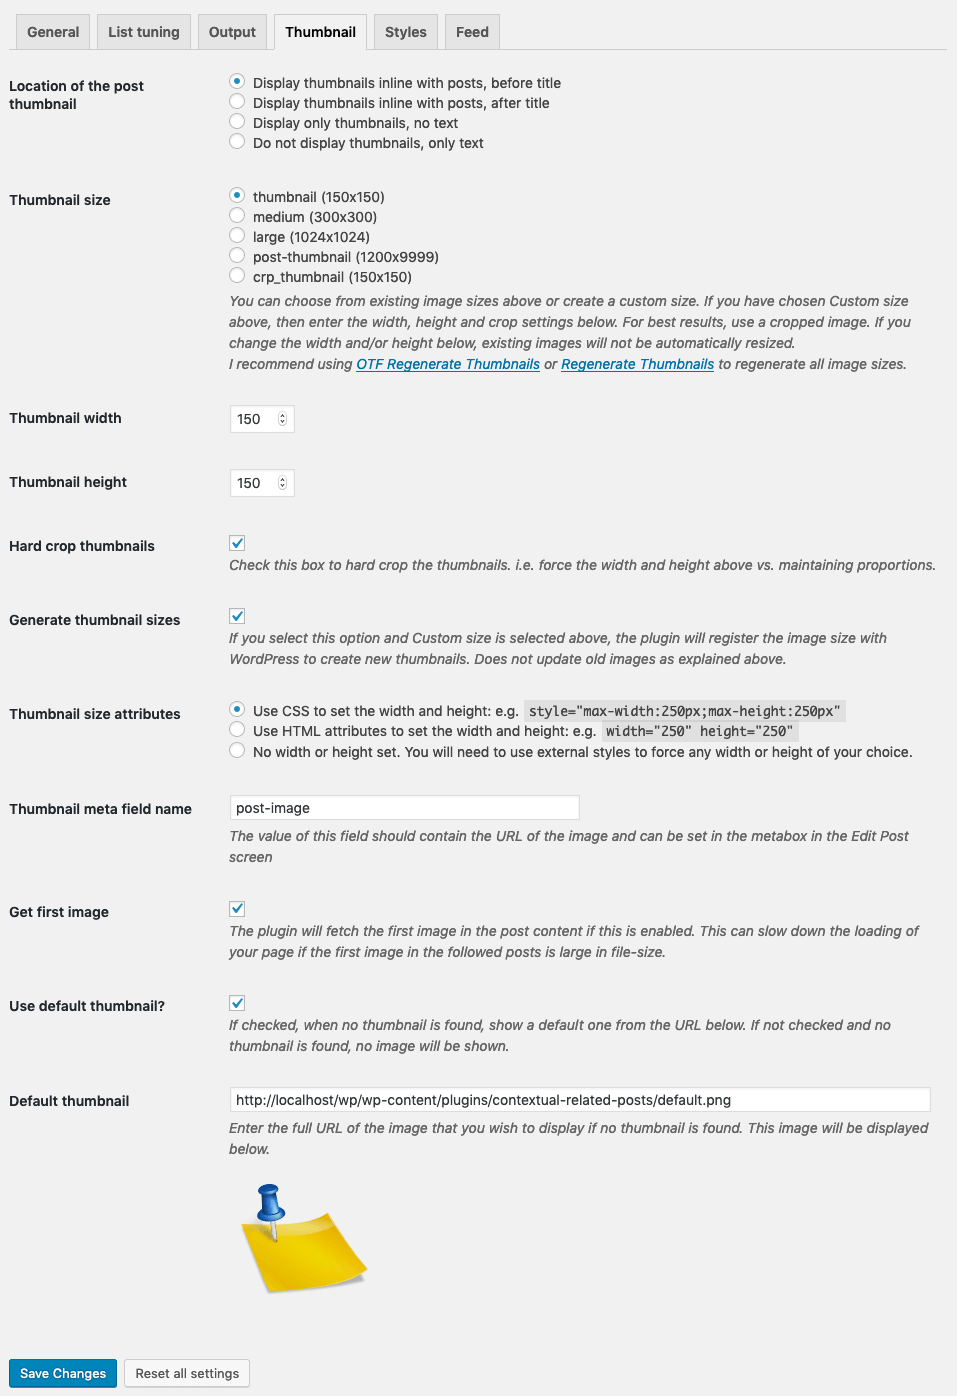 General
List tuning
Output
Thumbnail
Styles
Feed
Location of the post
thumbnail
Display thumbnails inline with posts, before title
Display thumbnails inline with posts, after title
Display only thumbnails, no text
Do not display thumbnails, only text
Thumbnail size
thumbnail (150x150)
medium (300x300)
large (1024x1024)
post-thumbnail (1200x9999)
crp_thumbnail (150x150)
You can choose from existing image sizes above or create a custom size. If you have chosen Custom size
above, then enter the width, height and crop settings below. For best results, use a cropped image. If you
change the width and/or height below, existing images will not be automatically resized.
I recommend using OTF Regenerate Thumbnails or Regenerate Thumbnails to regenerate all image sizes.
Thumbnail width
150
Thumbnail height
150
Hard crop thumbnails
Check this box to hard crop the thumbnails. i.e. force the width and height above vs. maintaining proportions.
Generate thumbnail sizes
If you select this option and Custom size is selected above, the plugin will register the image size with
WordPress to create new thumbnails. Does not update old images as explained above.
Thumbnail size attributes
Use CSS to set the width and height: e.g. style="max-width:250px;max-height:250px"
Use HTML attributes to set the width and height: e.g. width="250" height="250"
No width or height set. You will need to use external styles to force any width or height of your choice.
Thumbnail meta field name
post-image
The value of this field should contain the URL of the image and can be set in the metabox in the Edit Post
screen
Get first image
The plugin will fetch the first image in the post content if this is enabled. This can slow down the loading of
your page if the first image in the followed posts is large in file-size.
Use default thumbnail?
If checked, when no thumbnail is found, show a default one from the URL below. If not checked and no
thumbnail is found, no image will be shown.
Default thumbnail
http://localhost/wp/wp-content/plugins/contextual-related-posts/default.png
Enter the full URL of the image that you wish to display if no thumbnail is found. This image will be displayed
below.
Save Changes
Reset all settings